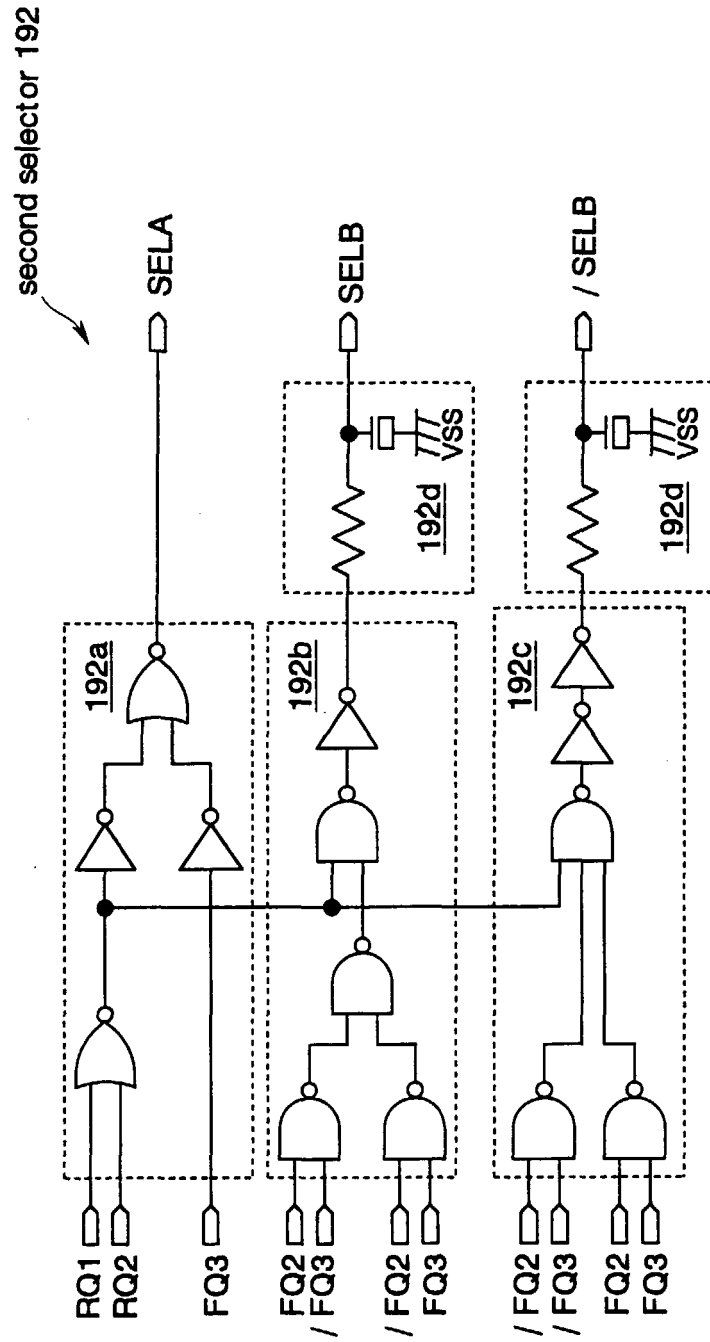 second selector 192
RQ1
RQ2
FQ3
192a
SELA
FQ2
/ FQ3
/ FQ2
FQ3
192b
192d
VSS
SELB
/ FQ2
/ FQ3
FQ2
FQ3
192c
192d
VSS
/ SELB